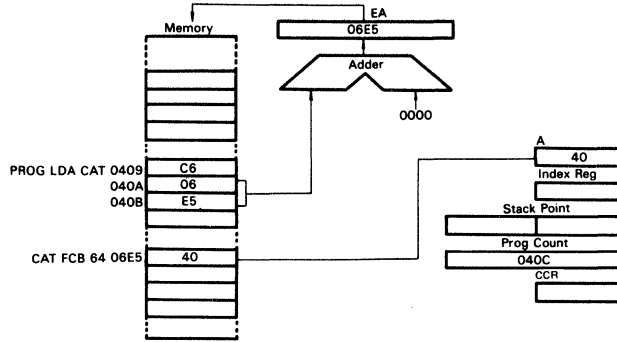 EA
Memory
06E5
Adder
0000
A
PROG LDA CAT 0409 C6
40
040A 06
Index Reg
040B E5
Stack Point
Prog Count
CAT FCB 64 06E5 40
040C
CCR